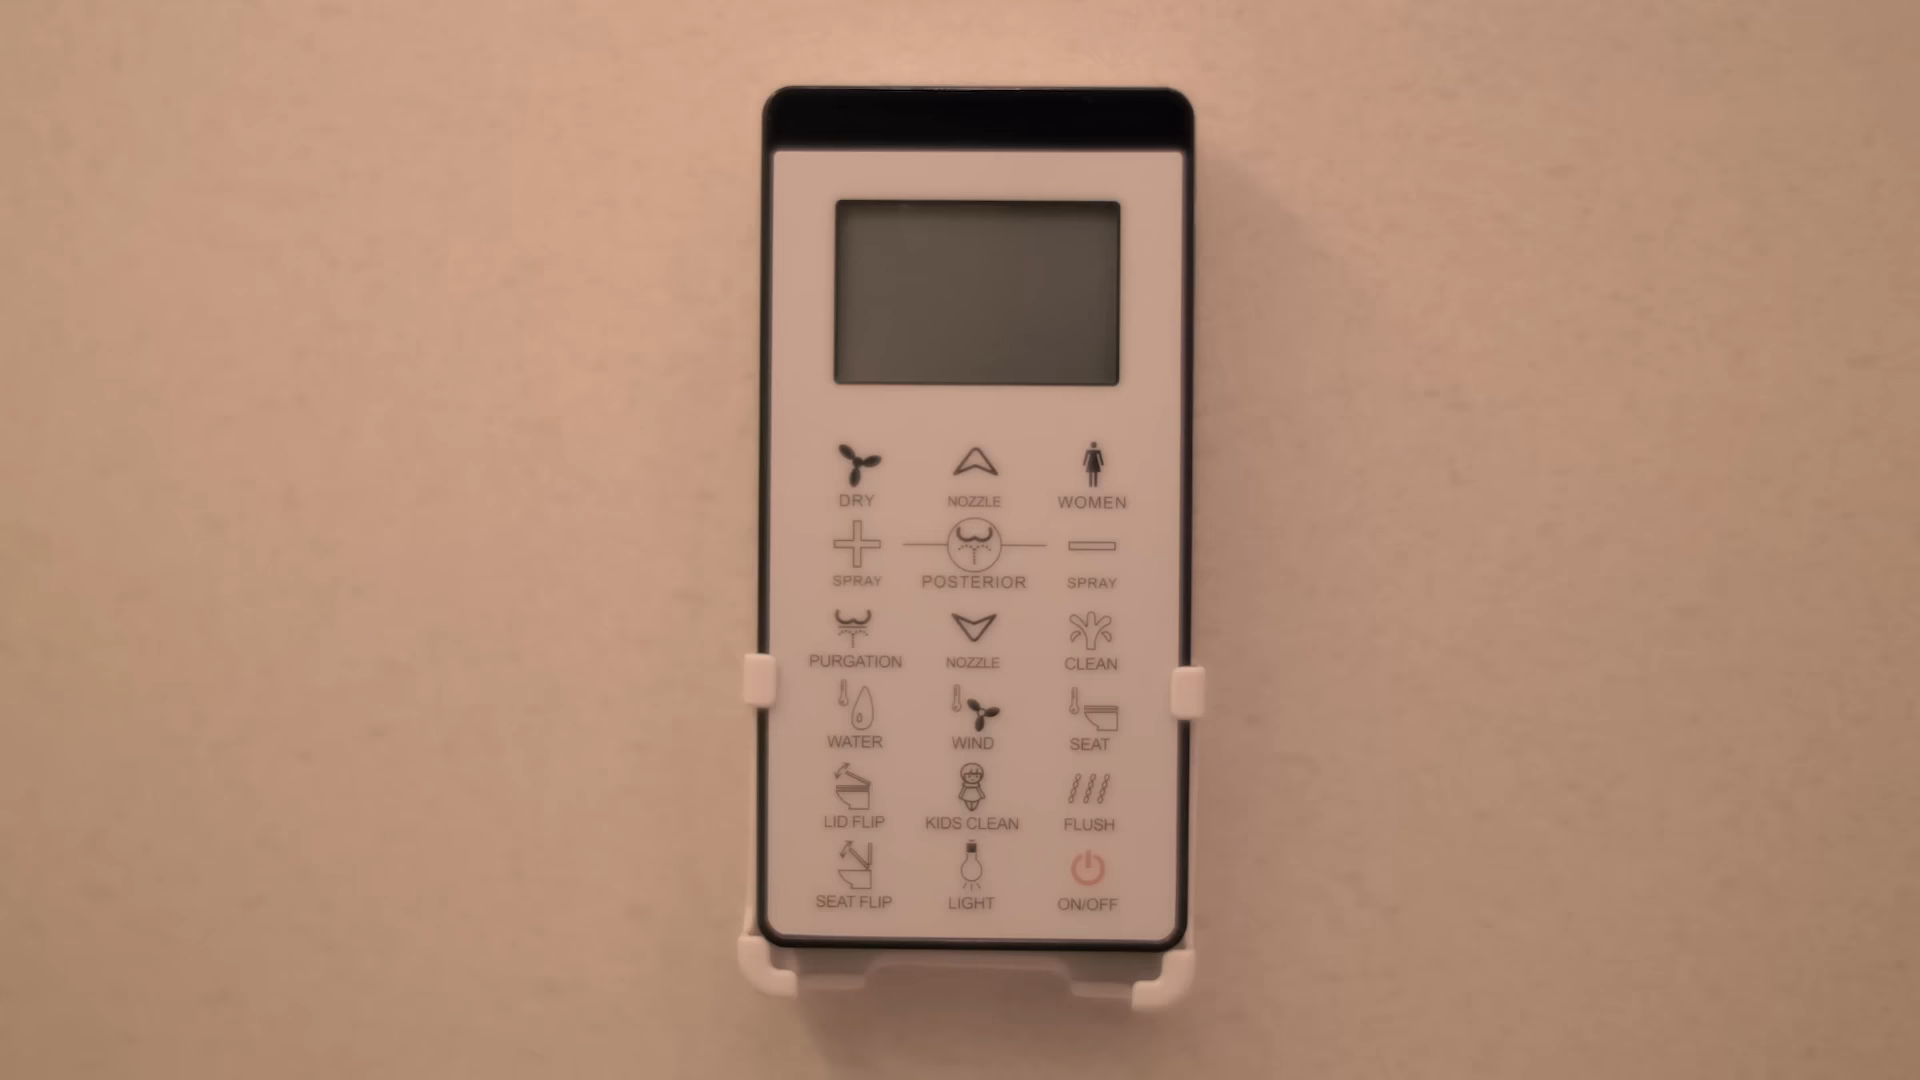 DRY NOZZLE WOMEN
SPRAY POSTERIOR SPRAY
PURGATION NOZZLE CLEAN
WATER WIND SEAT
LID FLIP KIDS CLEAN FLUSH
SEAT FLIP LIGHT ON/OFF